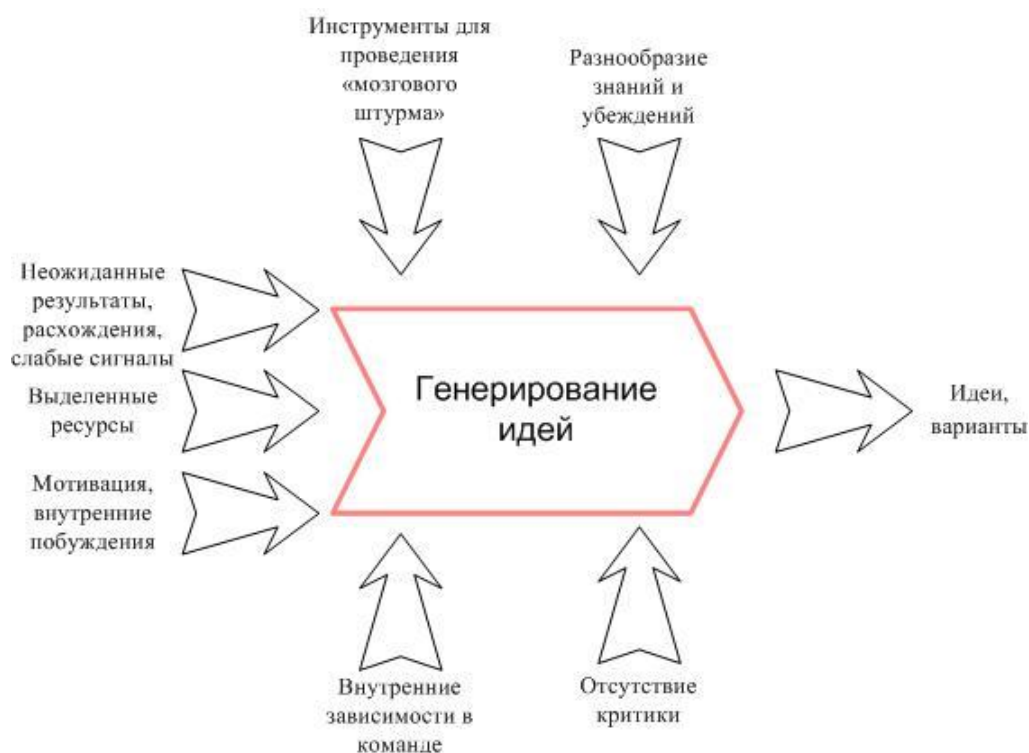 Инструменты для
проведения
«мозгового
штурма»
Разнообразие
знаний и
убеждений
Неожиданные
результаты,
расхождения,
слабые сигналы
Выделенные
ресурсы
Мотивация,
внутренние
побуждения
Генерирование
идей
Идеи,
варианты
Внутренние
зависимости в
команде
Отсутствие
критики